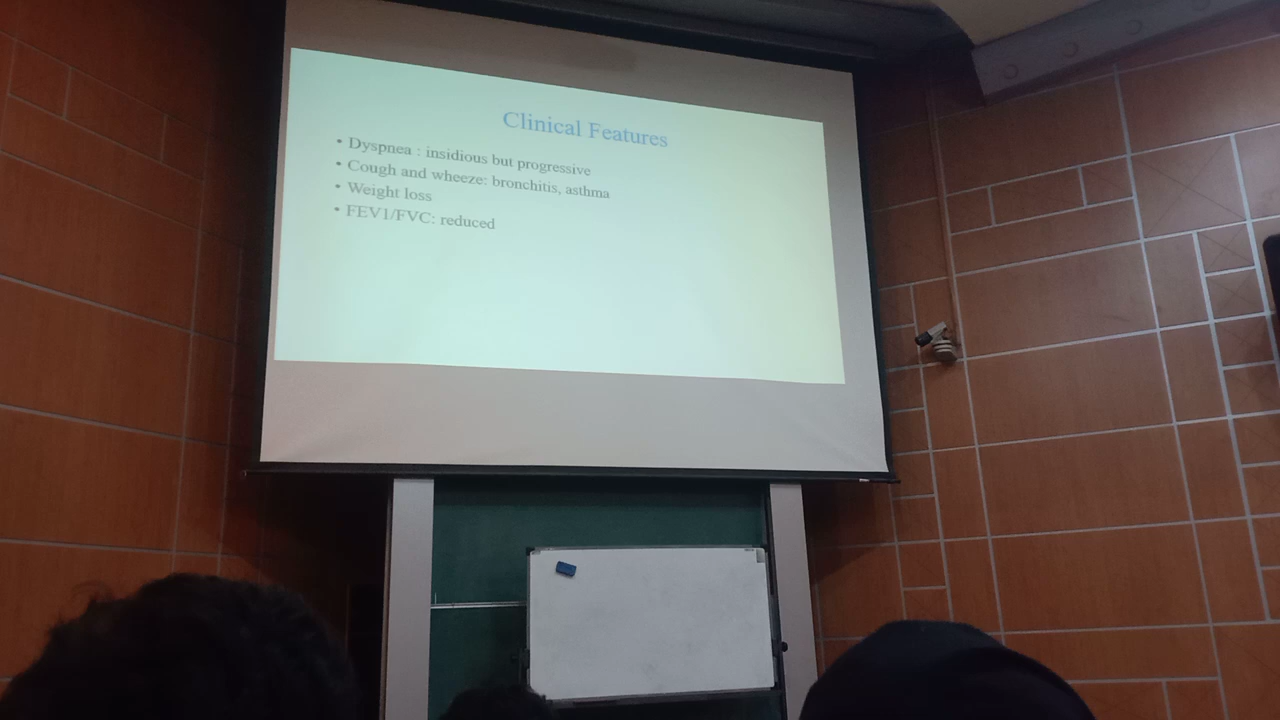 Clinical Features
• Dyspnea : insidious but progressive
• Cough and wheeze: bronchitis, asthma
• Weight loss
• FEV1/FVC: reduced